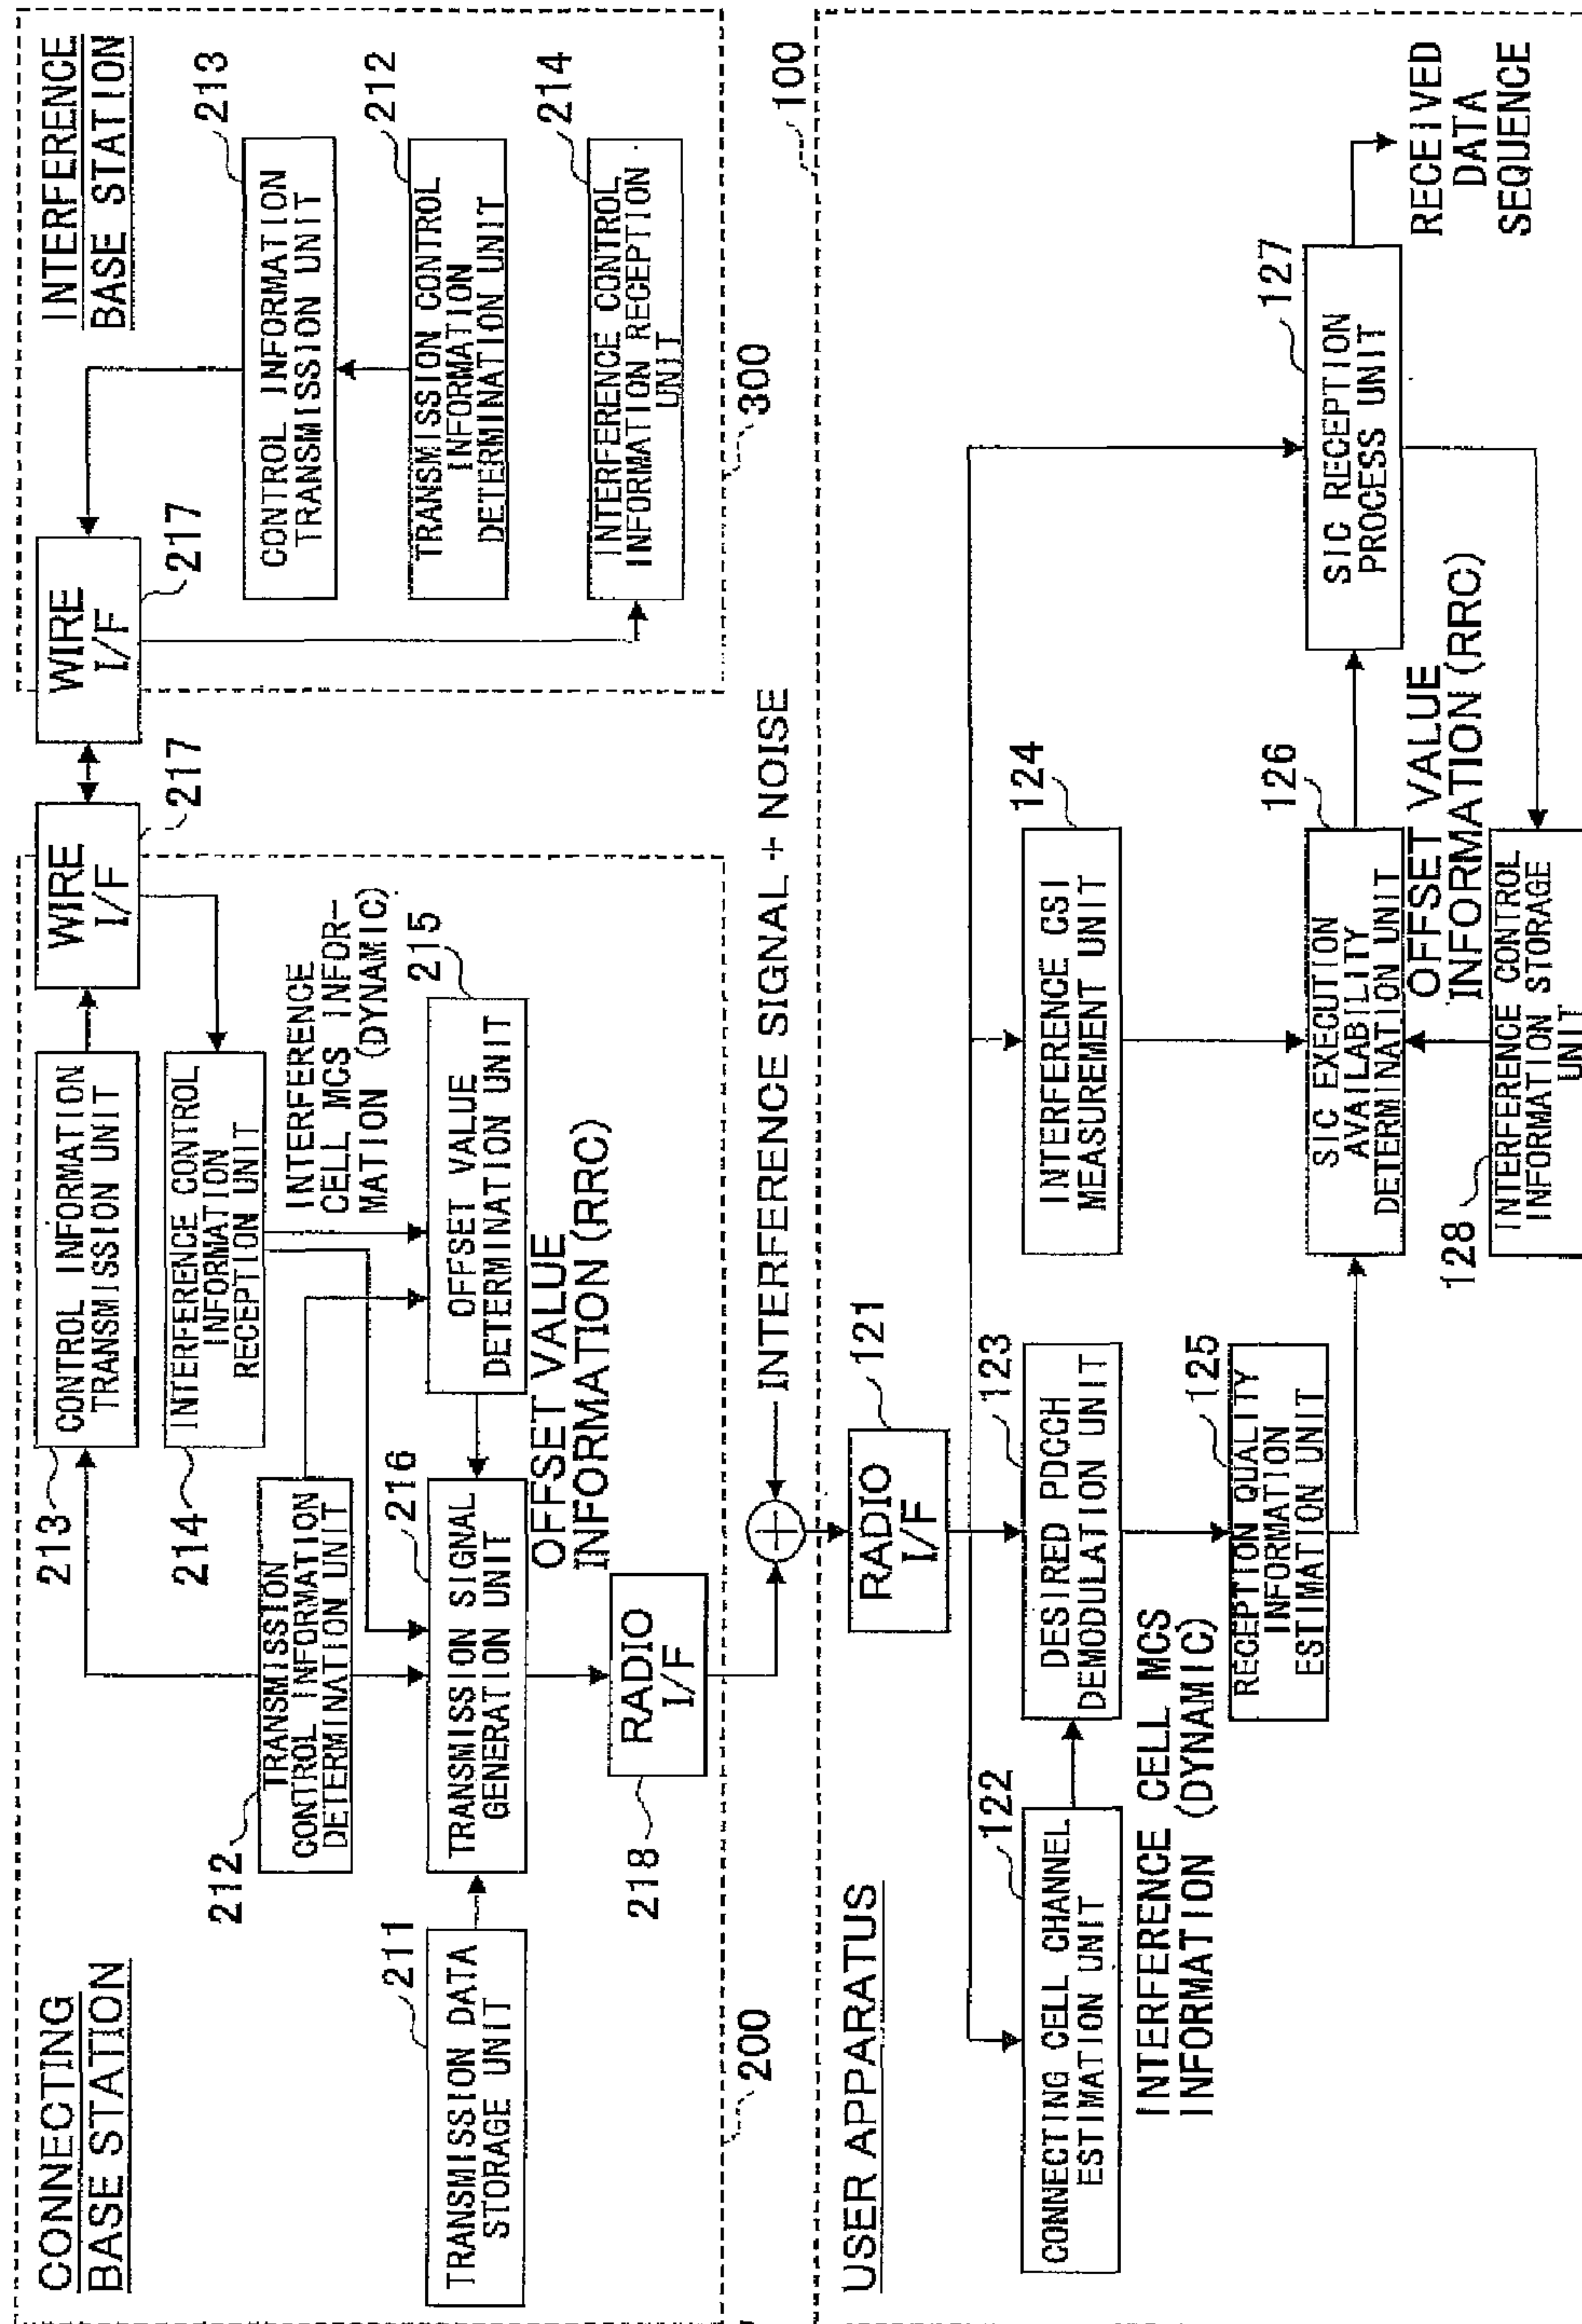 CONNECTING
BASE STATION
213
CONTROL INFORMATION
TRANSMISSION UNIT
WIRE
I/F
217
214
INTERFERENCE CONTROL
INFORMATION
RECEPTION UNIT
INTERFERENCE
CELL MCS INFOR-
MATION (DYNAMIC)
212
TRANSMISSION
CONTROL INFORMATION
DETERMINATION UNIT
215
OFFSET VALUE
DETERMINATION UNIT
211
TRANSMISSION DATA
STORAGE UNIT
216
TRANSMISSION SIGNAL
GENERATION UNIT
OFFSET VALUE
INFORMATION (RRC)
218
RADIO
I/F
200
INTERFERENCE
BASE STATION
WIRE
I/F
217
213
CONTROL INFORMATION
TRANSMISSION UNIT
212
TRANSMISSION CONTROL
INFORMATION
DETERMINATION UNIT
214
INTERFERENCE CONTROL
INFORMATION RECEPTION
UNIT
300
INTERFERENCE SIGNAL + NOISE
100
USER APPARATUS
RADIO
I/F
121
122
CONNECTING CELL CHANNEL
ESTIMATION UNIT
INTERFERENCE CELL MCS
INFORMATION (DYNAMIC)
123
DESIRED PDCCH
DEMODULATION UNIT
124
INTERFERENCE CSI
MEASUREMENT UNIT
125
RECEPTION QUALITY
INFORMATION
ESTIMATION UNIT
126
SIC EXECUTION
AVAILABILITY
DETERMINATION UNIT
OFFSET VALUE
INFORMATION (RRC)
127
SIC RECEPTION
PROCESS UNIT
RECEIVED
DATA
SEQUENCE
128
INTERFERENCE CONTROL
INFORMATION STORAGE
UNIT